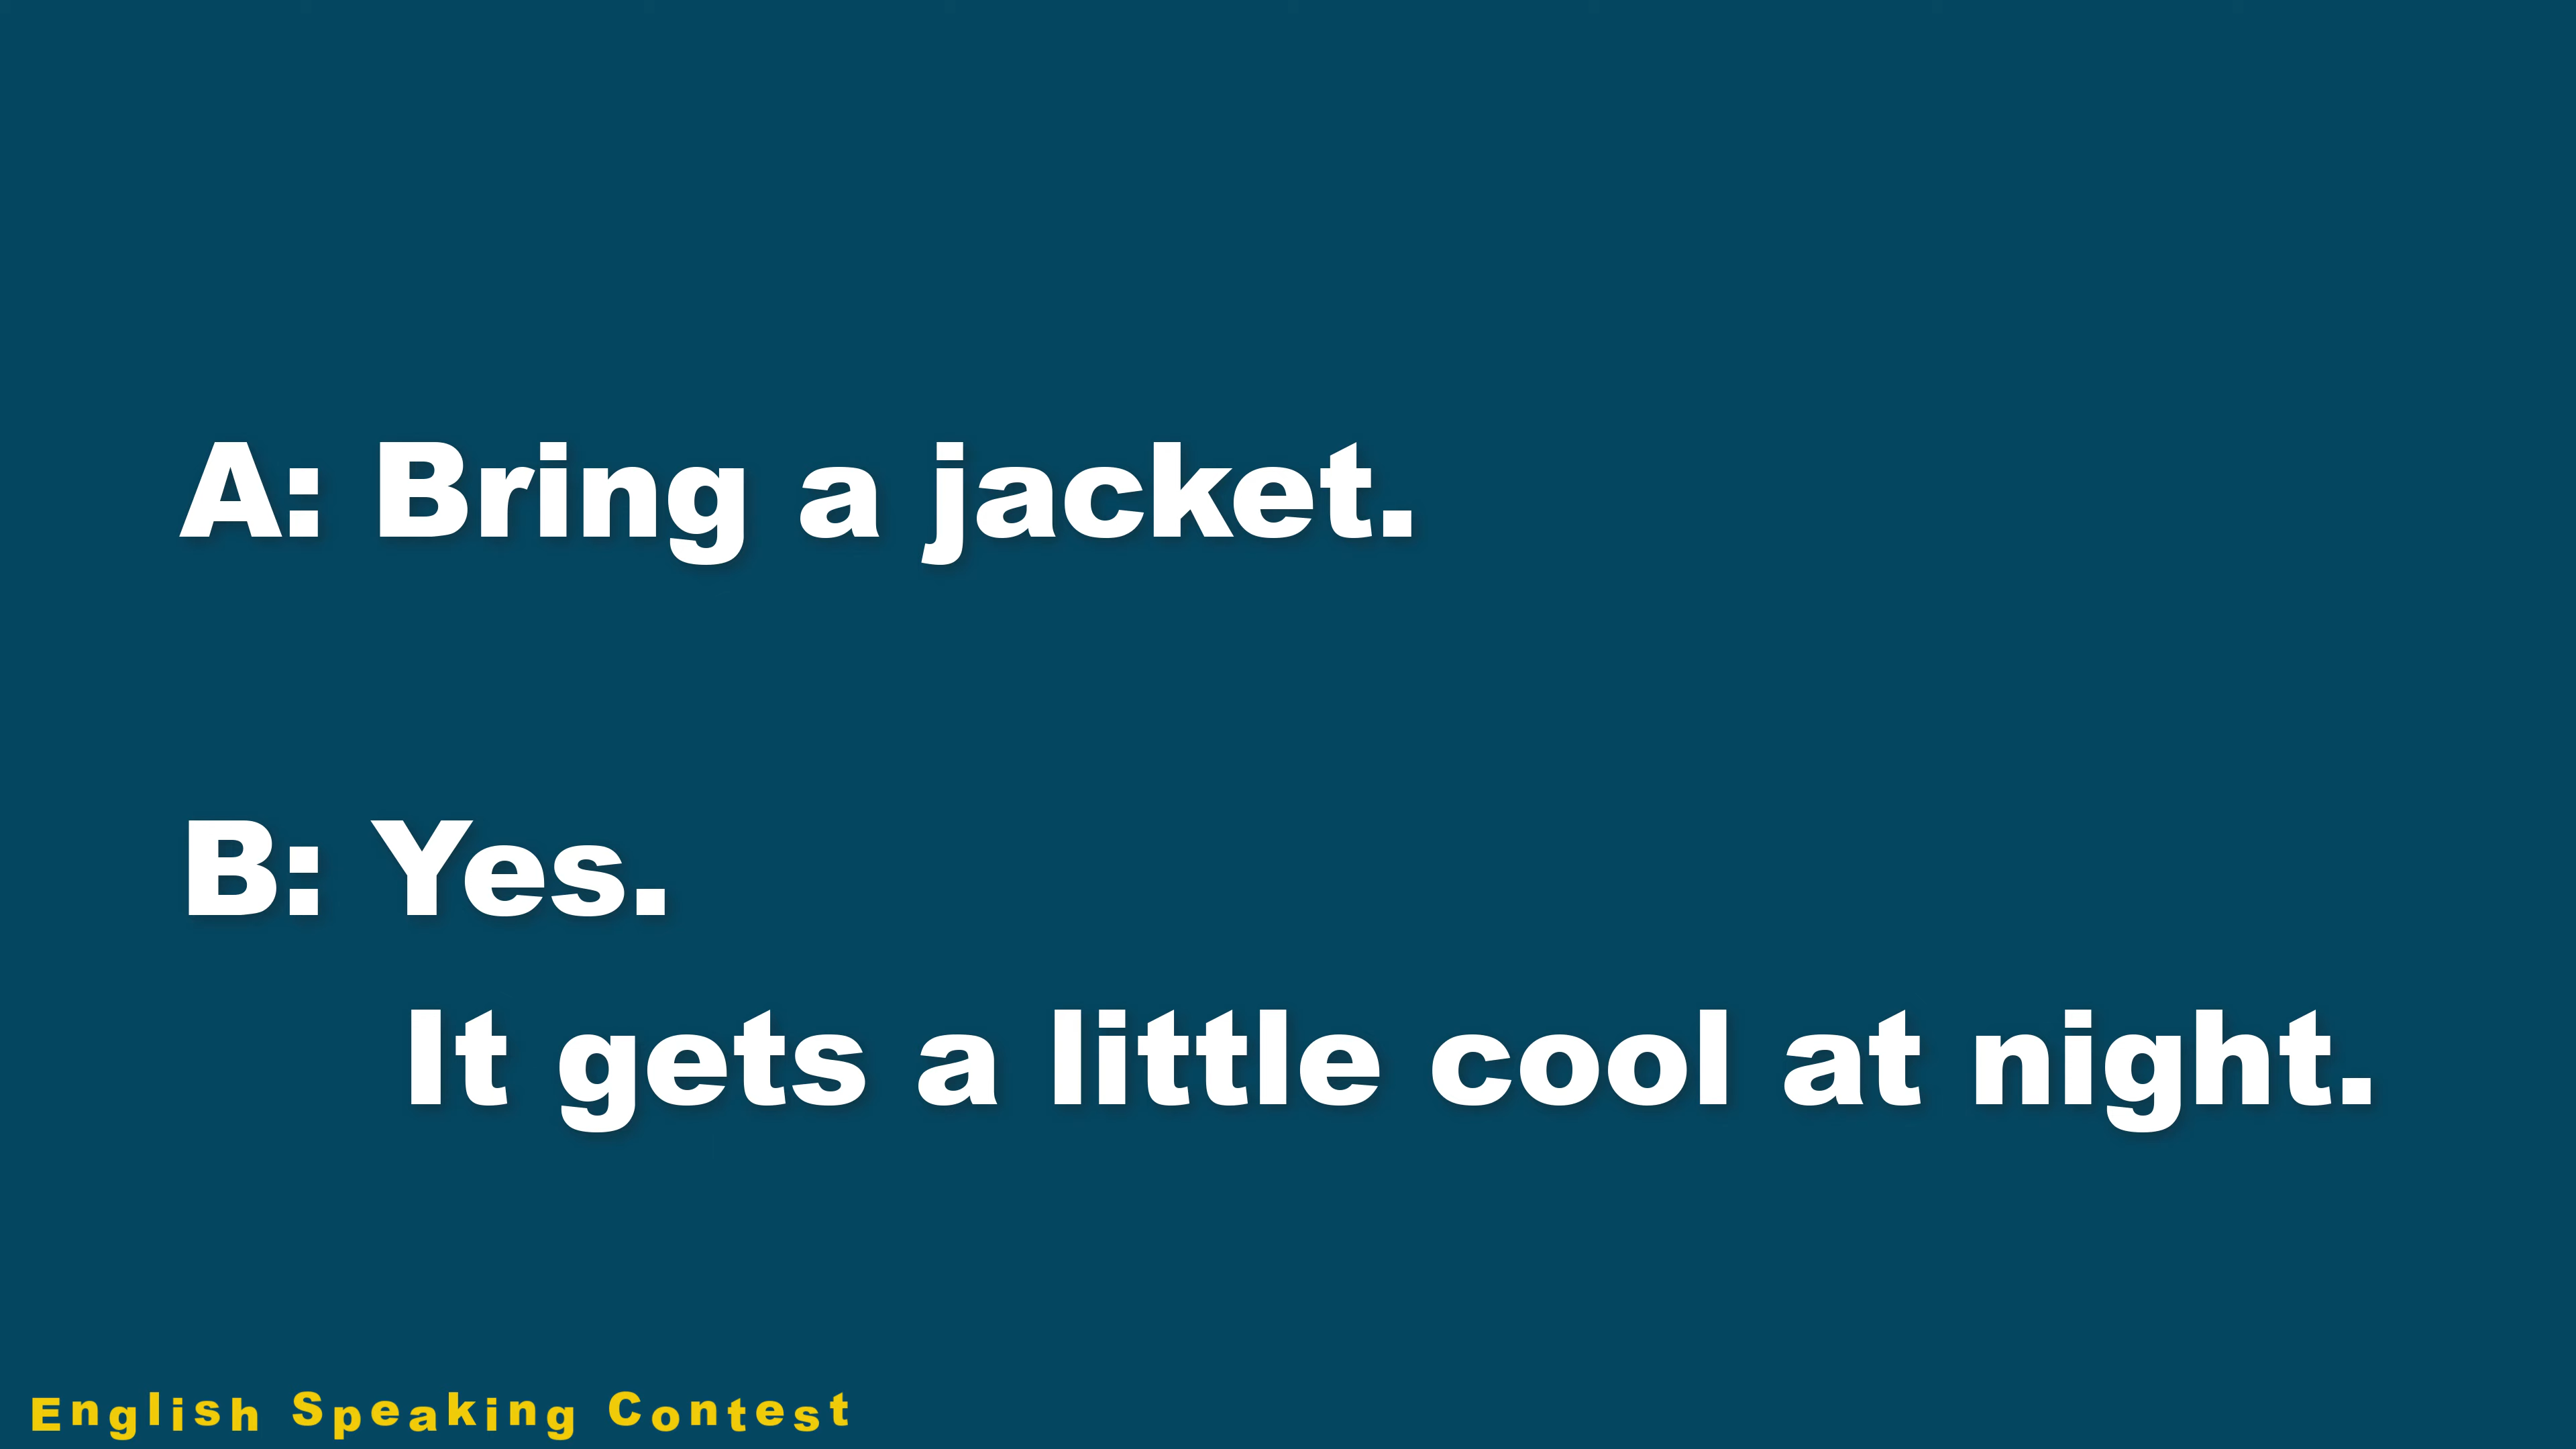 A: Bring a jacket.
B: Yes.
It gets a little cool at night.
English Speaking Contest